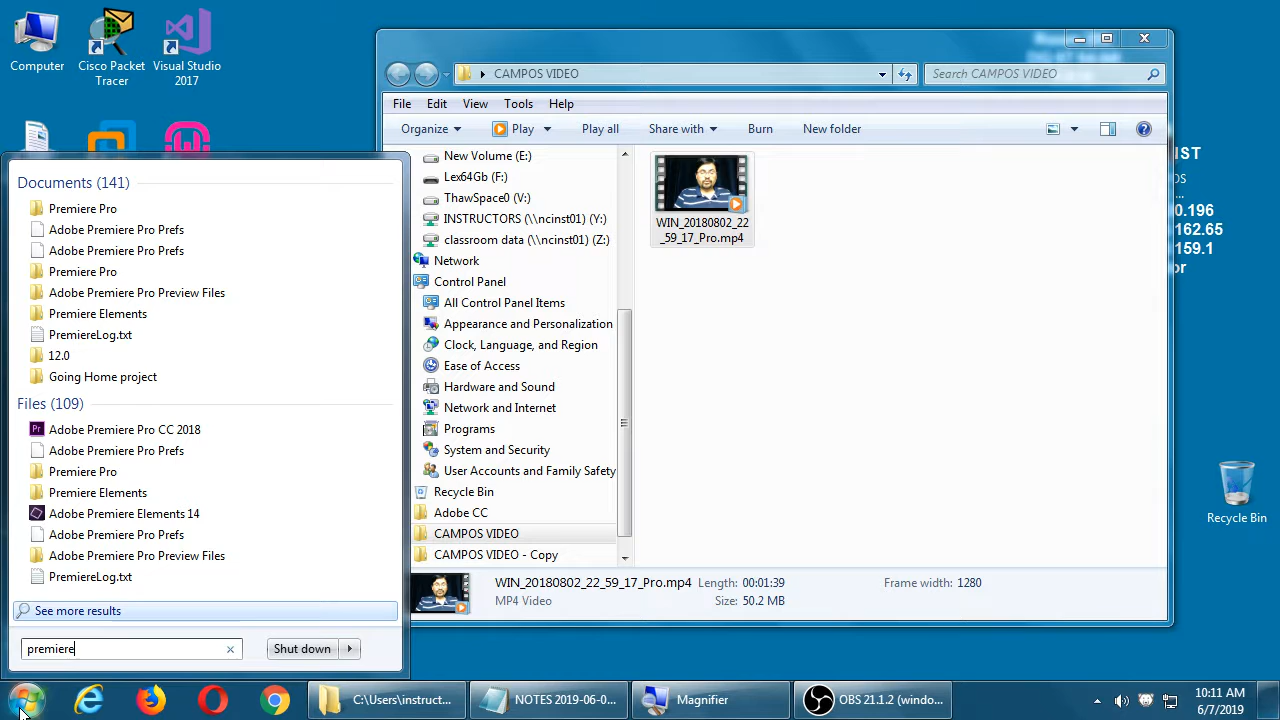 Computer
Cisco Packet
Tracer
Visual Studio
2017
CAMPOS VIDEO
Search CAMPOS VIDEO
File Edit View Tools Help
Organize Play Play all Share with Burn New folder
New Volume (E:)
Lex64Gb (F:)
ThawSpace0 (V:)
INSTRUCTORS (\\ncinst01) (Y:)
classroom data (\\ncinst01) (Z:)
Network
Control Panel
All Control Panel Items
Appearance and Personalization
Clock, Language, and Region
Ease of Access
Hardware and Sound
Network and Internet
Programs
System and Security
User Accounts and Family Safety
Recycle Bin
Adobe CC
CAMPOS VIDEO
CAMPOS VIDEO - Copy
WIN_20180802_22
_59_17_Pro.mp4
WIN_20180802_22_59_17_Pro.mp4 Length: 00:01:39 Frame width: 1280
MP4 Video Size: 50.2 MB
Documents (141)
Premiere Pro
Adobe Premiere Pro Prefs
Adobe Premiere Pro Prefs
Premiere Pro
Adobe Premiere Pro Preview Files
Premiere Elements
PremiereLog.txt
12.0
Going Home project
Files (109)
Adobe Premiere Pro CC 2018
Adobe Premiere Pro Prefs
Premiere Pro
Premiere Elements
Adobe Premiere Elements 14
Adobe Premiere Pro Prefs
Adobe Premiere Pro Preview Files
PremiereLog.txt
See more results
premiere
Shut down
IST
OS
...
0.196
162.65
159.1
or
Recycle Bin
C:\Users\instruct... NOTES 2019-06-0... Magnifier OBS 21.1.2 (windo...
10:11 AM
6/7/2019